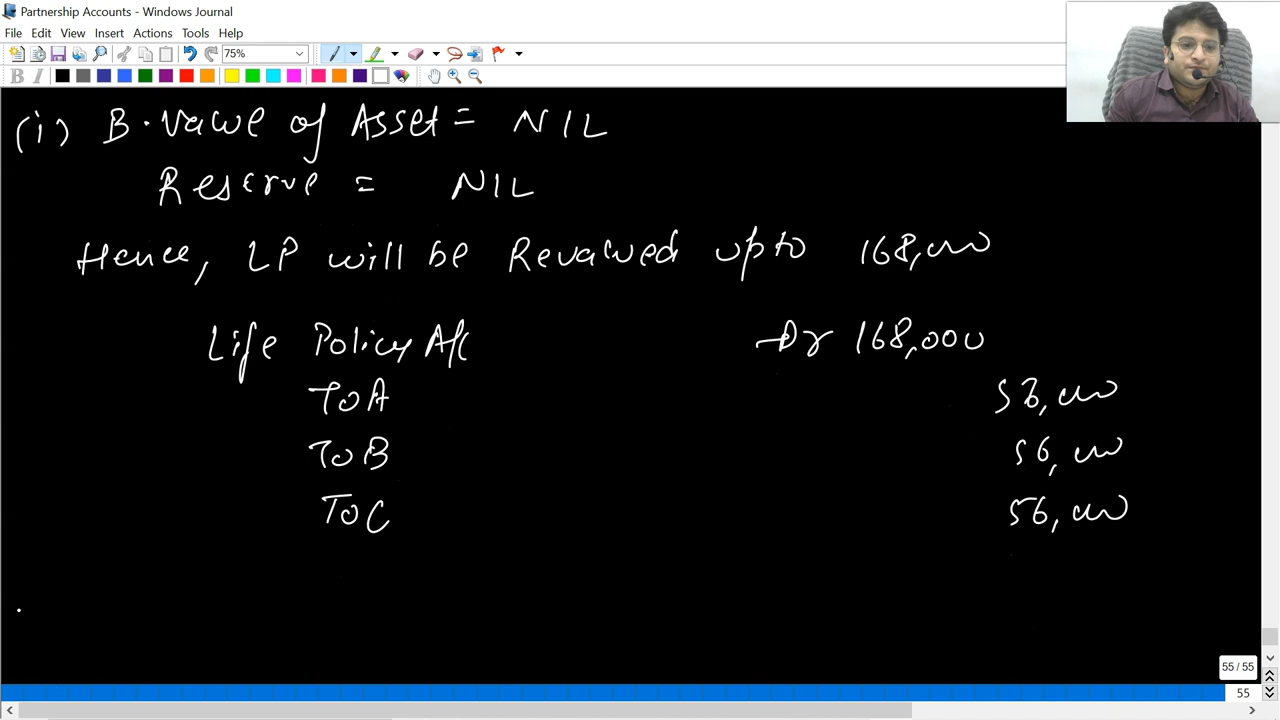 Partnership Accounts - Windows Journal
File Edit View Insert Actions Tools Help
75%
B I
(i) B. Value of Asset = NIL
Reserve = NIL
Hence, LP will be Revalued upto 168,000
Life Policy A/c Dr 168,000
To A 56,000
To B 56,000
To C 56,000
55 / 55
55